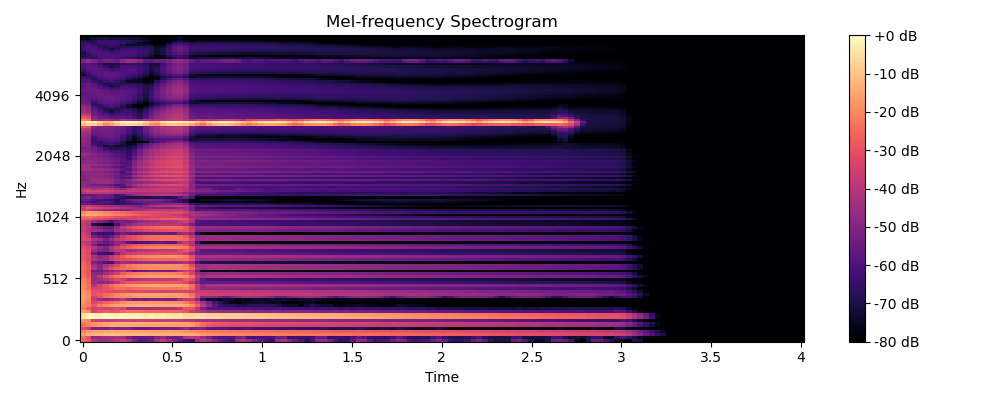 Mel-frequency Spectrogram
+0 dB
-10 dB
-20 dB
-30 dB
-40 dB
-50 dB
-60 dB
-70 dB
-80 dB
Hz
4096
2048
1024
512
0
0 0.5 1 1.5 2 2.5 3 3.5 4
Time